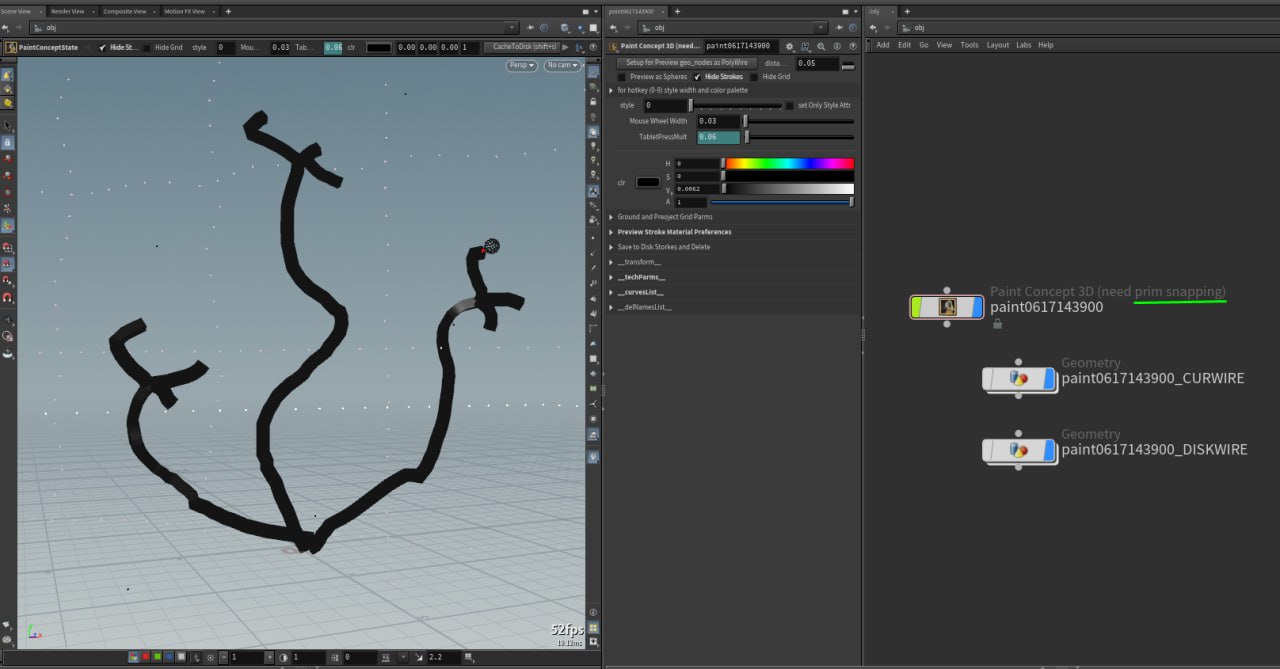 Scene View
Render View
Composite View
Motion FX View
obj
PaintConceptState
Hide St...
Hide Grid
style
0
Mou...
0.03
Tab...
0.06
clr
0.00
0.00
0.00
1
CacheToDisk (shift+s)
Persp
No cam
52fps
19.12ms
1
1
0
2.2
paint0617143900
obj
Paint Concept 3D (need...
paint0617143900
Setup for Preview geo_nodes as PolyWire
dista...
0.05
Preview as Spheres
Hide Strokes
Hide Grid
for hotkey (0-9) style width and color palette
style
0
set Only Style Attr
Mouse Wheel Width
0.03
TabletPressMult
0.06
H
0
S
0
clr
V
0.0062
A
1
Ground and Preoject Grid Parms
Preview Stroke Material Preferences
Save to Disk Storkes and Delete
__transform__
__techParms__
__curvesList__
__delNamesList__
/obj
obj
Add
Edit
Go
View
Tools
Layout
Labs
Help
Paint Concept 3D (need prim snapping)
paint0617143900
Geometry
paint0617143900_CURWIRE
Geometry
paint0617143900_DISKWIRE